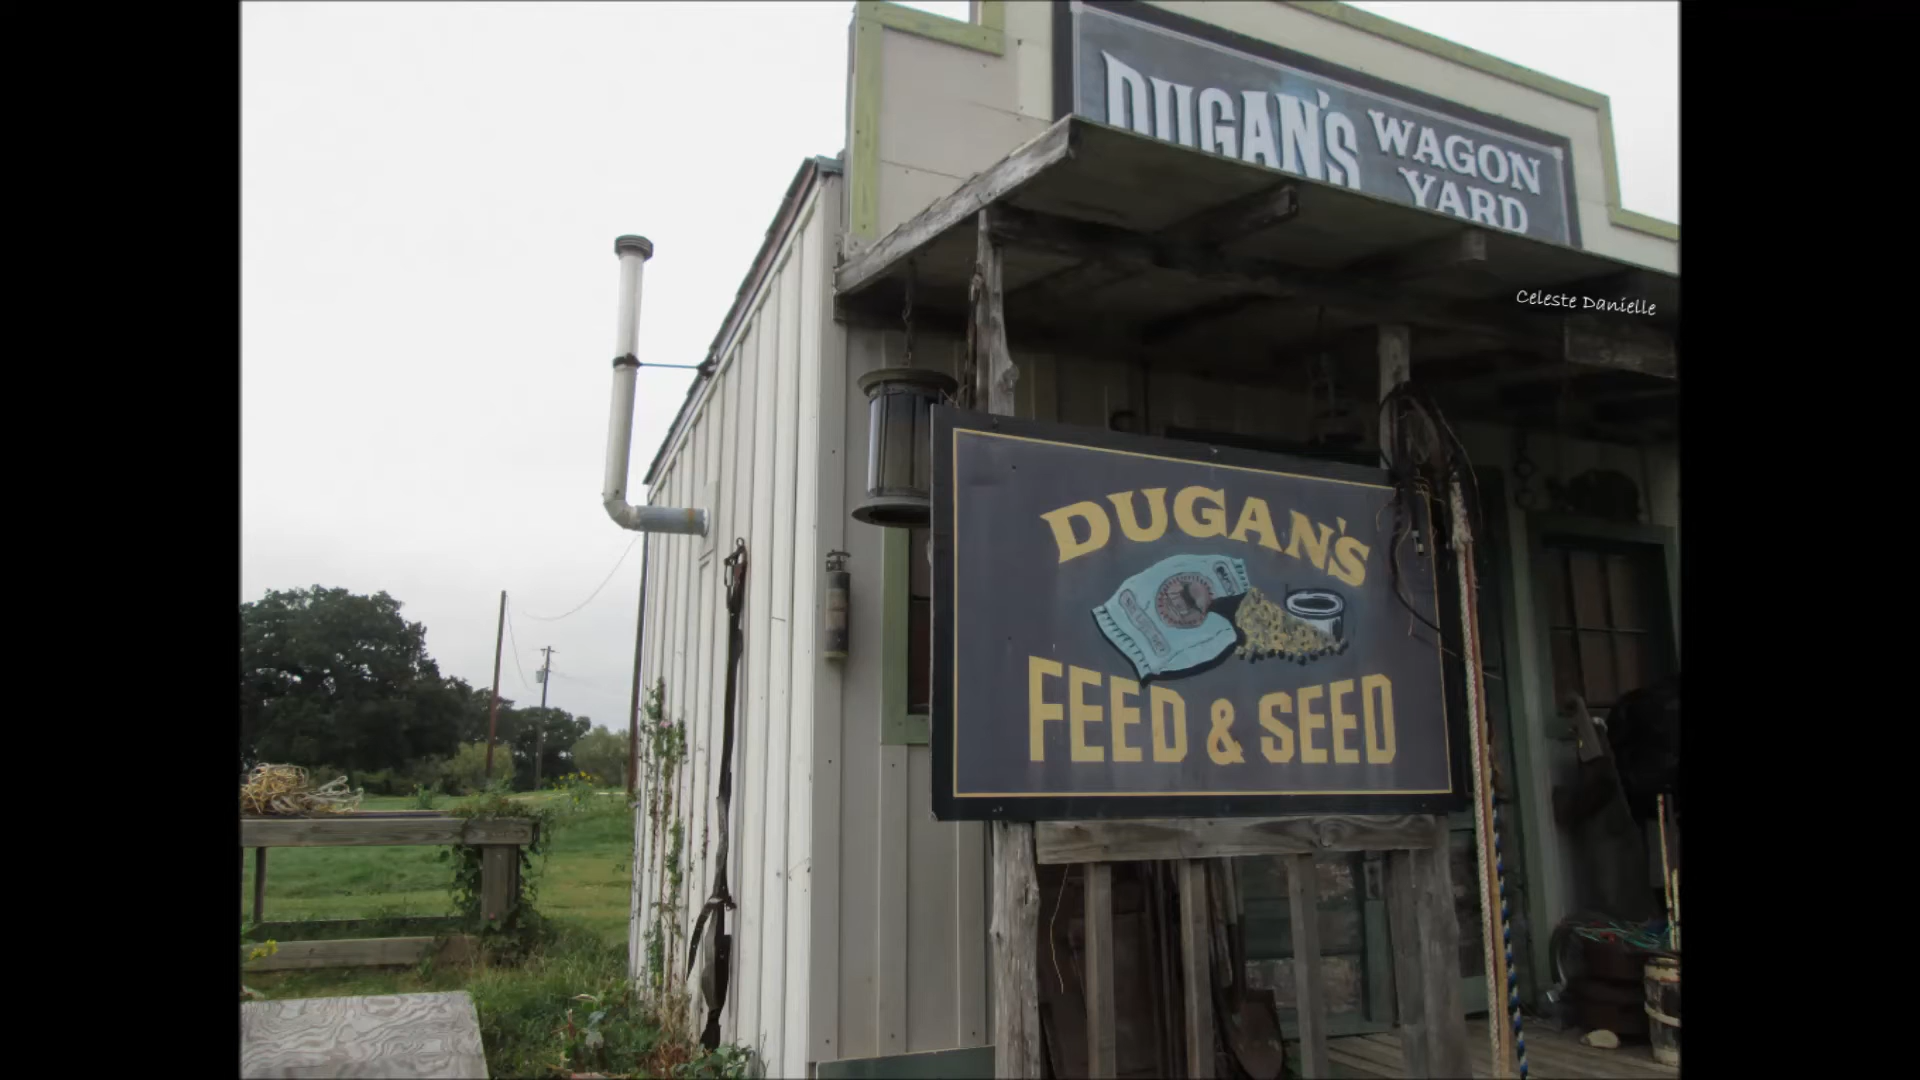 DUGAN'S WAGON
YARD
Celeste Danielle
DUGAN'S
FEED & SEED